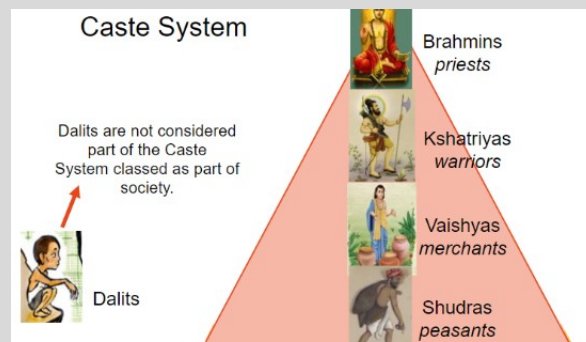 Caste System
Dalits are not considered
part of the Caste
System classed as part of
society.
Dalits
Brahmins
priests
Kshatriyas
warriors
Vaishyas
merchants
Shudras
peasants